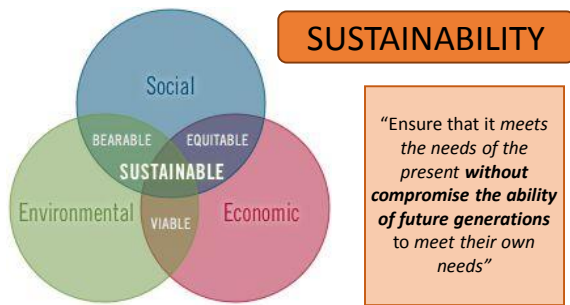 SUSTAINABILITY
Social
BEARABLE
EQUITABLE
SUSTAINABLE
Environmental
Economic
VIABLE
“Ensure that it meets
the needs of the
present without
compromise the ability
of future generations
to meet their own
needs”